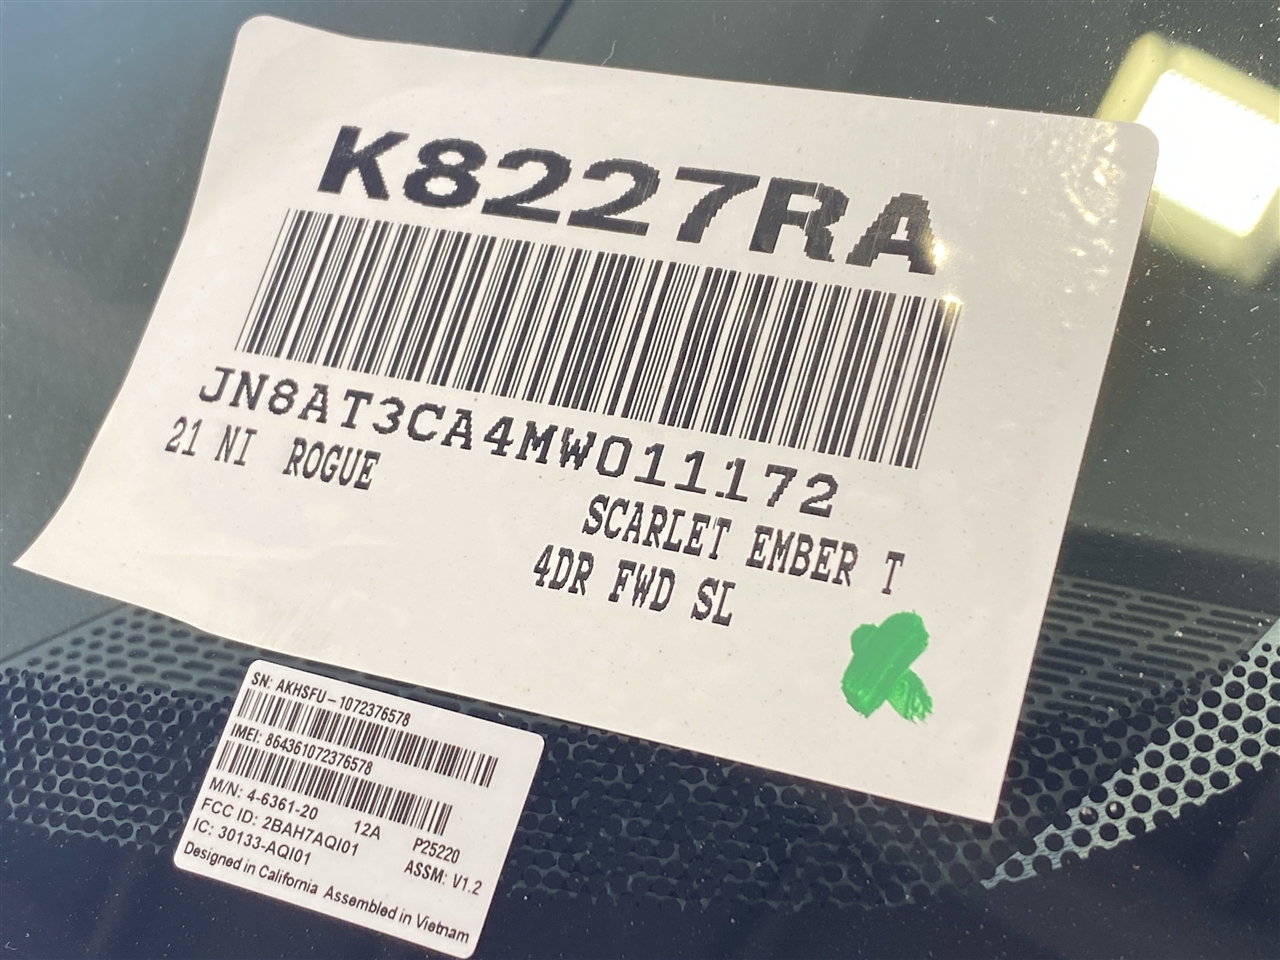 K8227RA
JN8AT3CA4MW011172
21 NI ROGUE
SCARLET EMBER T
4DR FWD SL
SN: AKHSFU-1072376578
IMEI: 864361072376578
M/N: 4-6361-20 12A P25220
FCC ID: 2BAH7AQI01
IC: 30133-AQI01 ASSM: V1.2
Designed in California Assembled in Vietnam